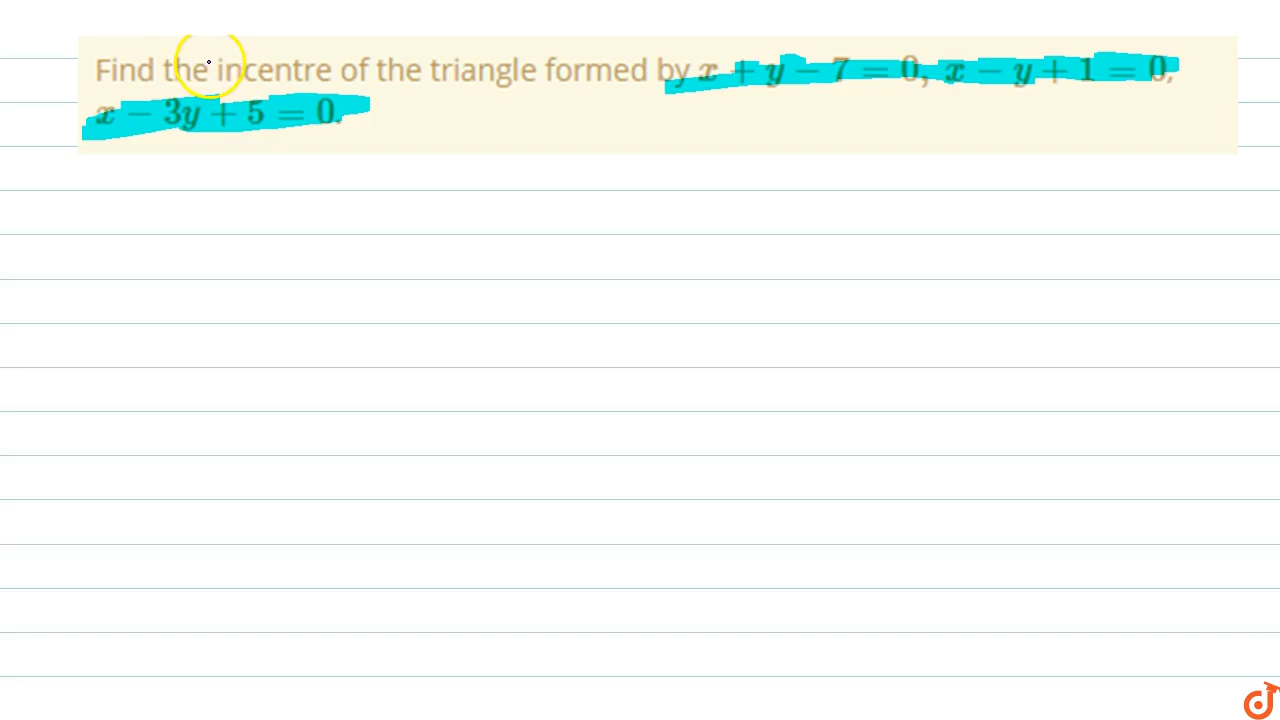 Find the incentre of the triangle formed by x + y − 7 = 0, x − y + 1 = 0,
x − 3y + 5 = 0.